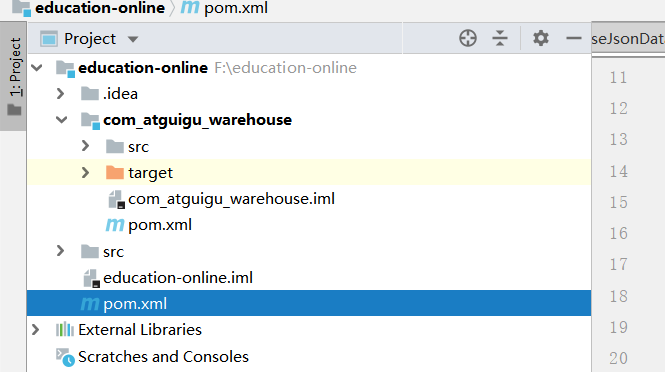 education-online pom.xml
1: Project
Project
seJsonData
education-online F:\education-online
.idea
com_atguigu_warehouse
src
target
com_atguigu_warehouse.iml
pom.xml
src
education-online.iml
pom.xml
External Libraries
Scratches and Consoles
11
12
13
14
15
16
17
18
19
20